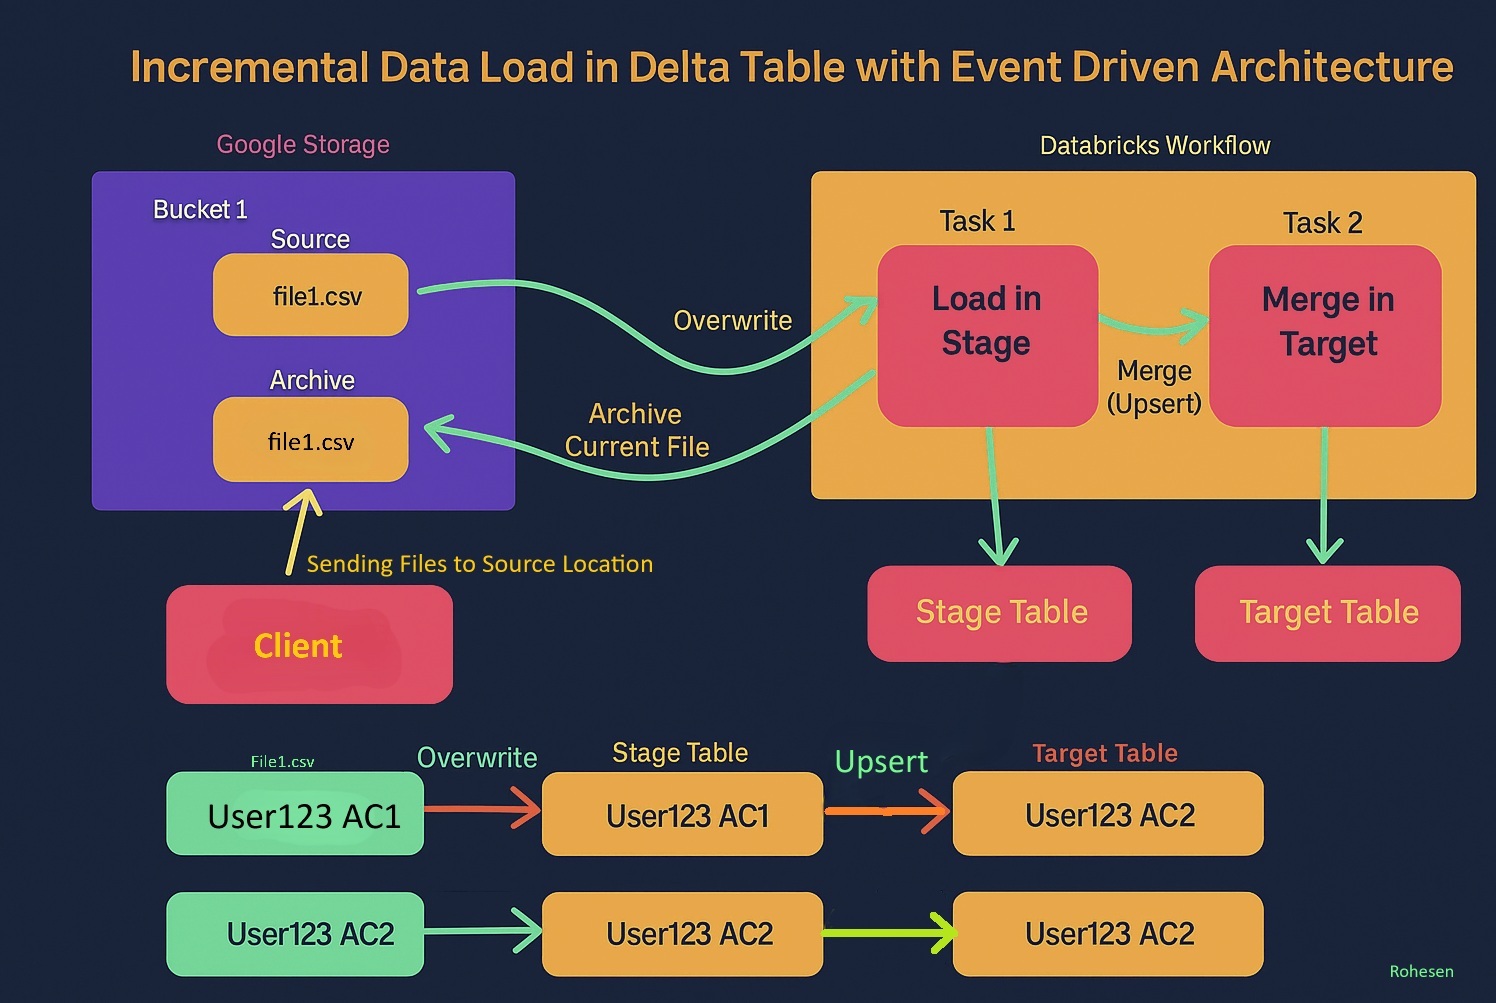 Incremental Data Load in Delta Table with Event Driven Architecture
Google Storage
Bucket 1
Source
file1.csv
Archive
file1.csv
Overwrite
Archive
Current File
Databricks Workflow
Task 1
Load in
Stage
Merge
(Upsert)
Task 2
Merge in
Target
Sending Files to Source Location
Client
Stage Table
Target Table
File1.csv
Overwrite
Stage Table
Upsert
Target Table
User123 AC1
User123 AC1
User123 AC2
User123 AC2
User123 AC2
User123 AC2
Rohesen